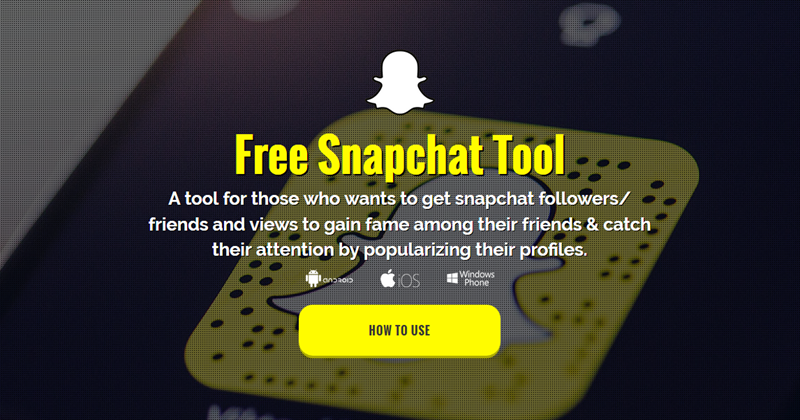 Free Snapchat Tool
A tool for those who wants to get snapchat followers/
friends and views to gain fame among their friends & catch
their attention by popularizing their profiles.
android iOS Windows
Phone
HOW TO USE